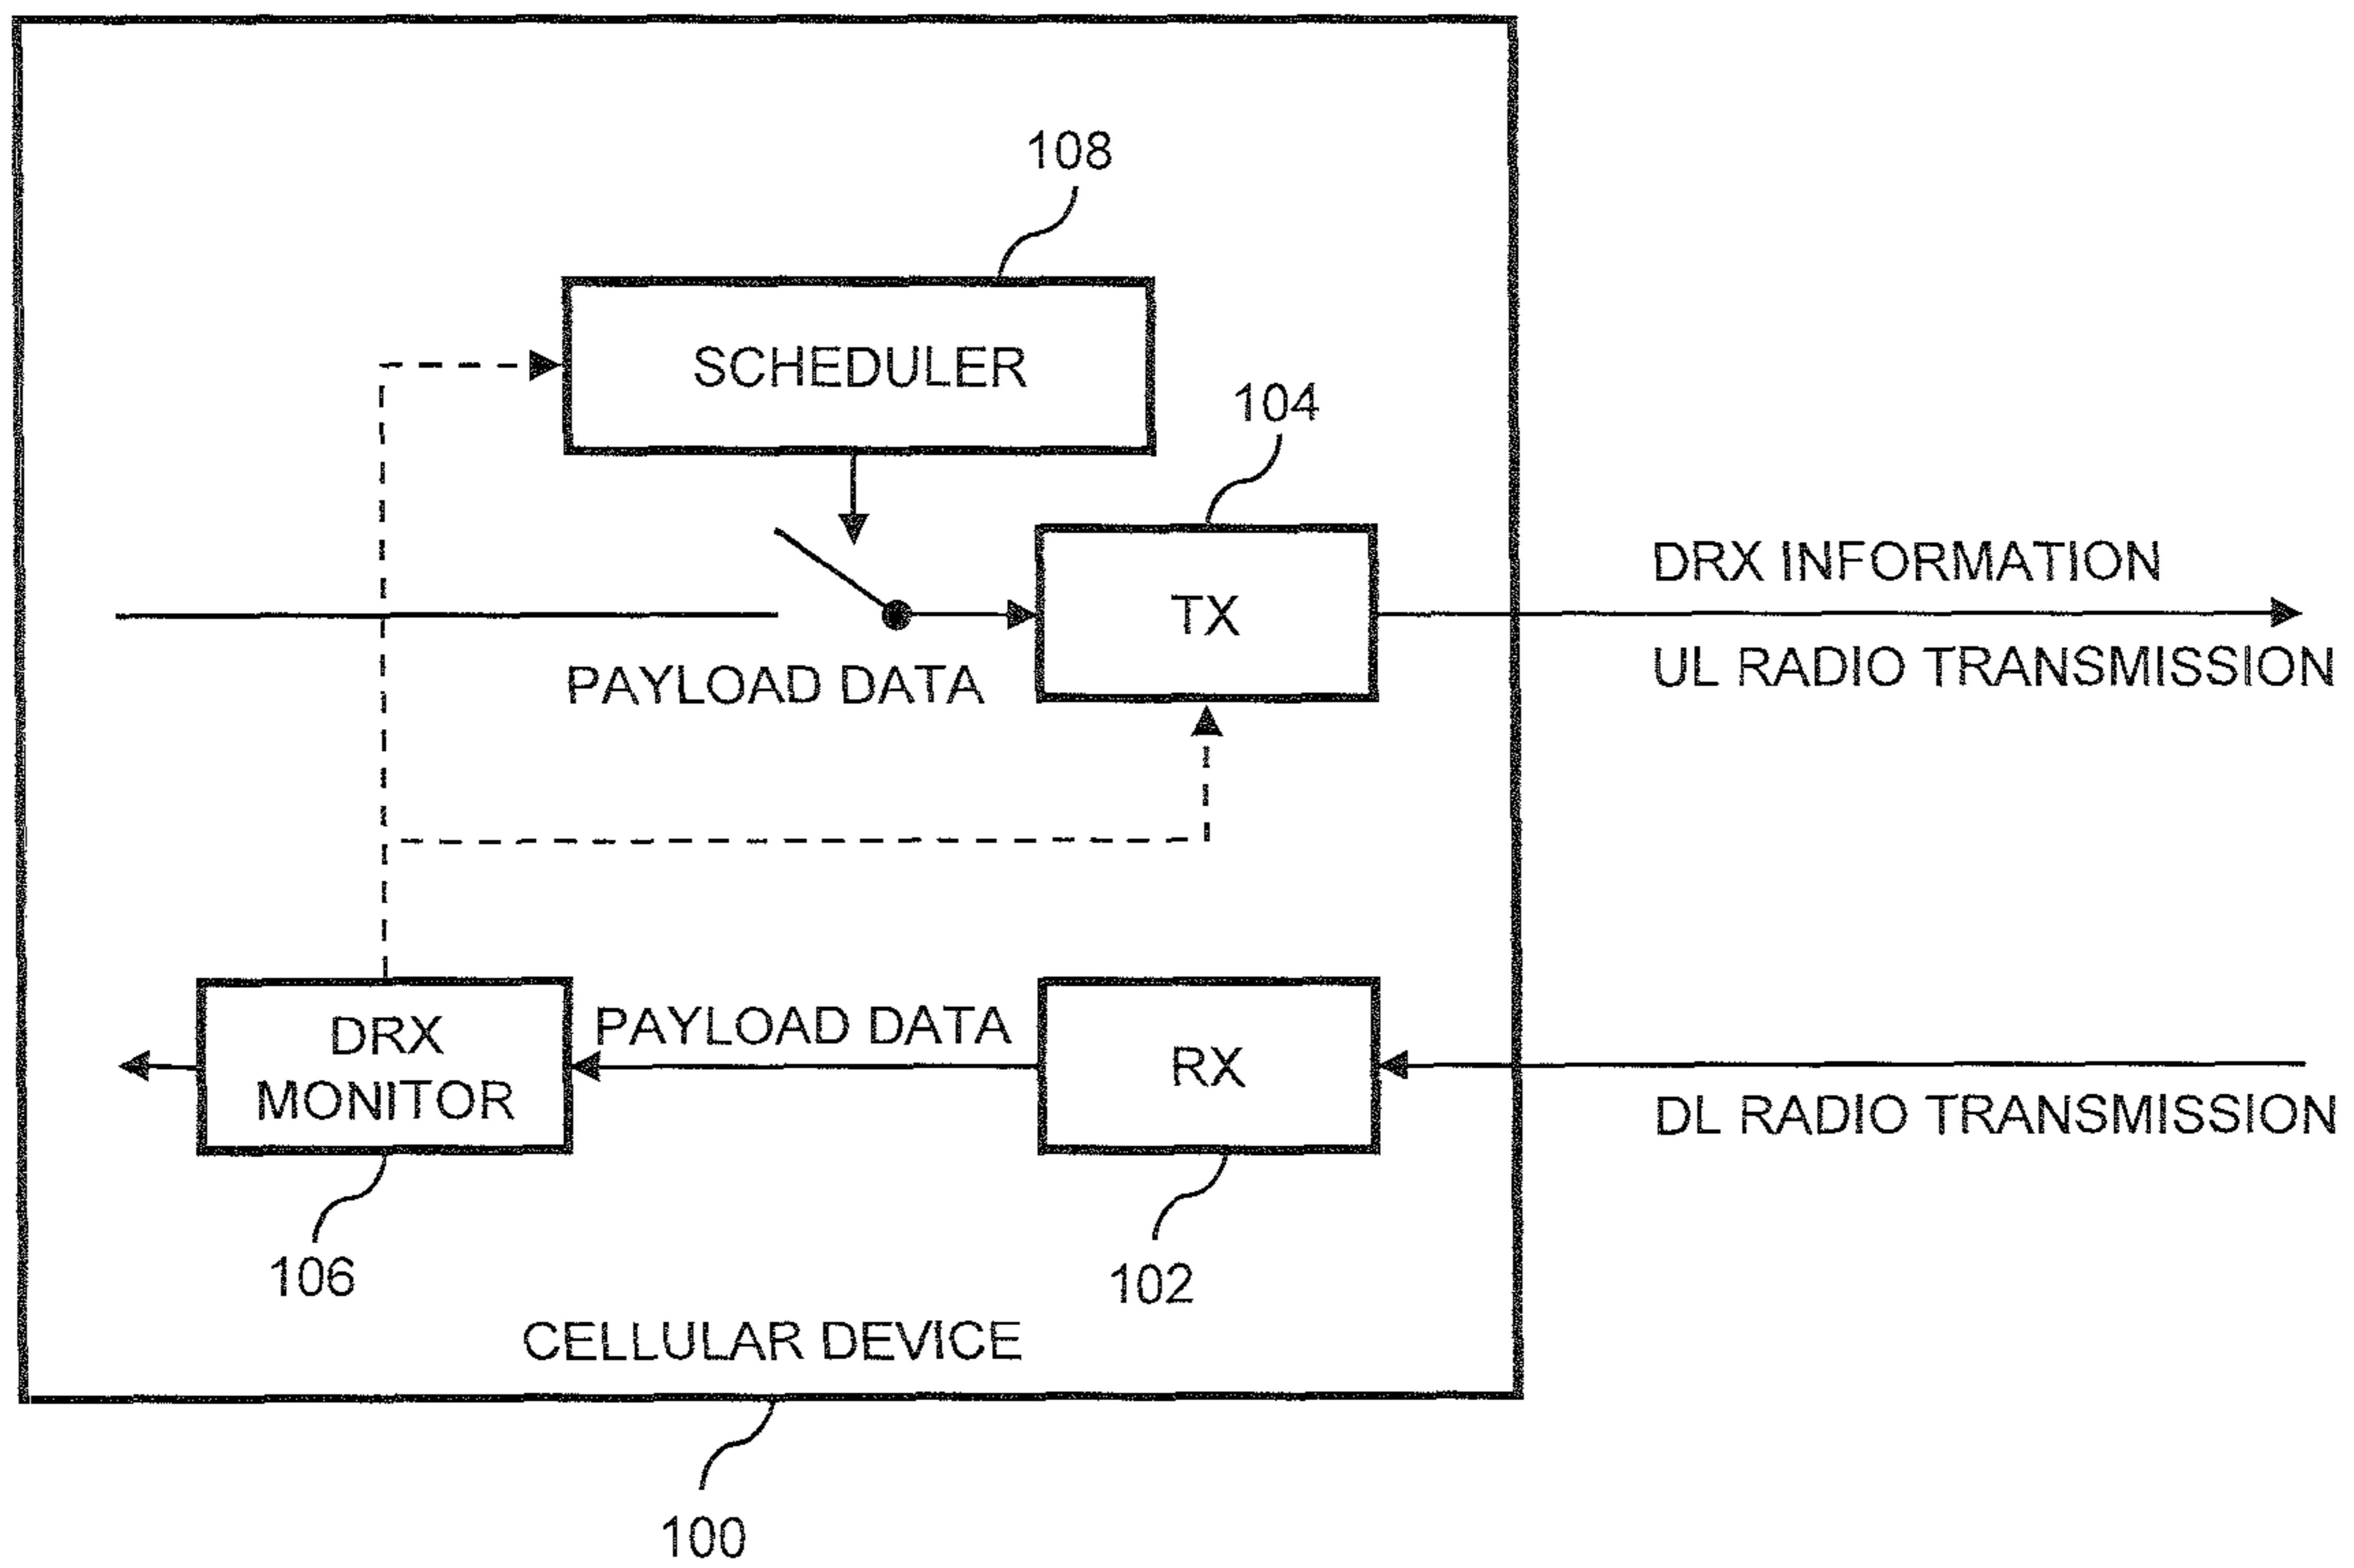 108
SCHEDULER
104
TX
DRX INFORMATION
UL RADIO TRANSMISSION
PAYLOAD DATA
DRX
MONITOR
PAYLOAD DATA
RX
DL RADIO TRANSMISSION
106
102
CELLULAR DEVICE
100